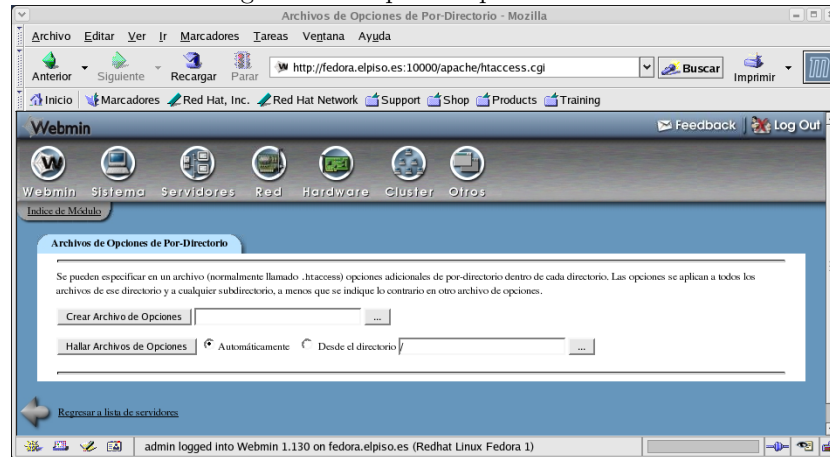 Archivos de Opciones de Por-Directorio - Mozilla
Archivo Editar Ver Ir Marcadores Tareas Ventana Ayuda
Anterior Siguiente Recargar Parar http://fedora.elpiso.es:10000/apache/htaccess.cgi Buscar Imprimir
Inicio Marcadores Red Hat, Inc. Red Hat Network Support Shop Products Training
Webmin Feedback Log Out
Webmin Sistema Servidores Red Hardware Cluster Otros
Indice de Módulo
Archivos de Opciones de Por-Directorio
Se pueden especificar en un archivo (normalmente llamado .htaccess) opciones adicionales de por-directorio dentro de cada directorio. Las opciones se aplican a todos los
archivos de ese directorio y a cualquier subdirectorio, a menos que se indique lo contrario en otro archivo de opciones.
Crear Archivo de Opciones ...
Hallar Archivos de Opciones Automáticamente Desde el directorio / ...
Regresar a lista de servidores
admin logged into Webmin 1.130 on fedora.elpiso.es (Redhat Linux Fedora 1)